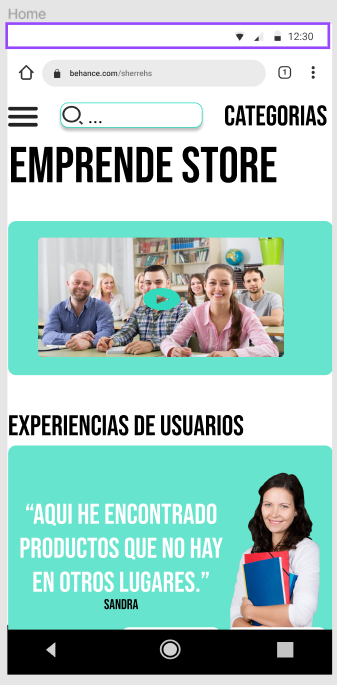 Home
12:30
behance.com/sherrehs
1
...
CATEGORIAS
EMPRENDE STORE
EXPERIENCIAS DE USUARIOS
“AQUI HE ENCONTRADO
PRODUCTOS QUE NO HAY
EN OTROS LUGARES.”
SANDRA